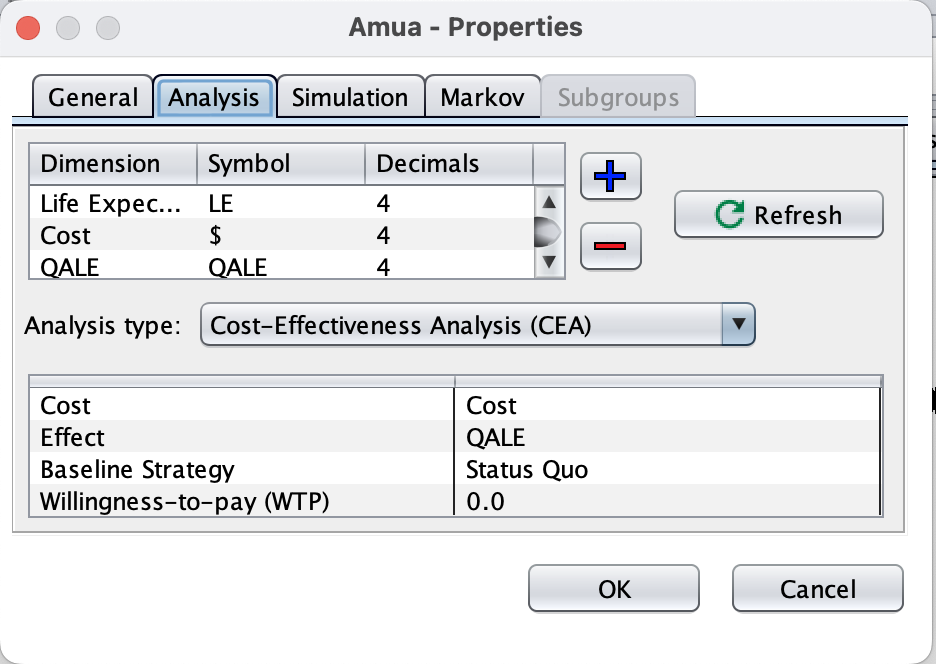 Amua - Properties
General Analysis Simulation Markov Subgroups
Dimension Symbol Decimals
Life Expec... LE 4
Cost $ 4
QALE QALE 4
Refresh
Analysis type: Cost-Effectiveness Analysis (CEA)
Cost Cost
Effect QALE
Baseline Strategy Status Quo
Willingness-to-pay (WTP) 0.0
OK Cancel